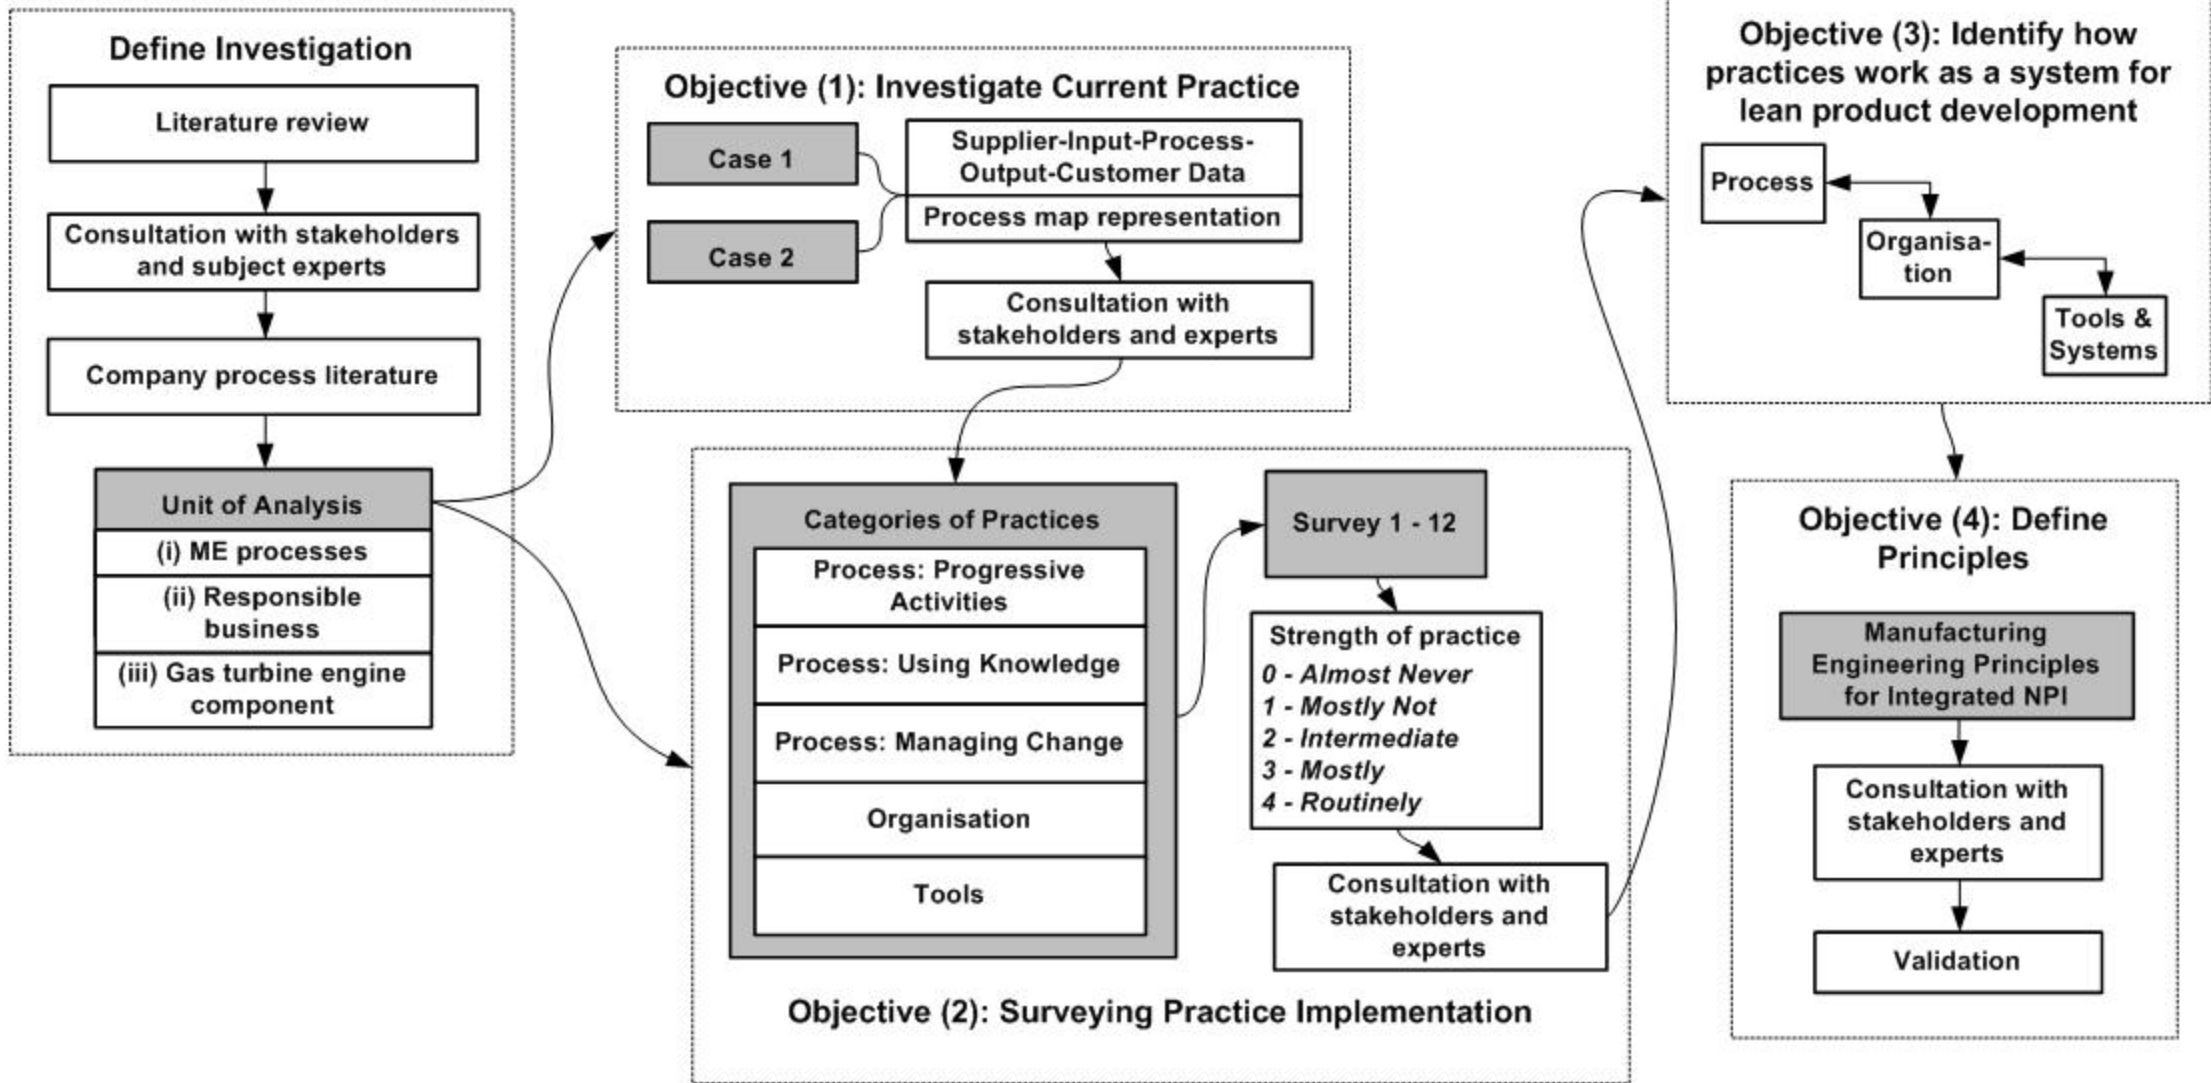 Define Investigation
Literature review
Consultation with stakeholders
and subject experts
Company process literature
Unit of Analysis
(i) ME processes
(ii) Responsible
business
(iii) Gas turbine engine
component
Objective (1): Investigate Current Practice
Case 1
Case 2
Supplier-Input-Process-
Output-Customer Data
Process map representation
Consultation with
stakeholders and experts
Categories of Practices
Process: Progressive
Activities
Process: Using Knowledge
Process: Managing Change
Organisation
Tools
Survey 1 - 12
Strength of practice
0 - Almost Never
1 - Mostly Not
2 - Intermediate
3 - Mostly
4 - Routinely
Consultation with
stakeholders and
experts
Objective (2): Surveying Practice Implementation
Objective (3): Identify how
practices work as a system for
lean product development
Process
Organisa-
tion
Tools &
Systems
Objective (4): Define
Principles
Manufacturing
Engineering Principles
for Integrated NPI
Consultation with
stakeholders and
experts
Validation